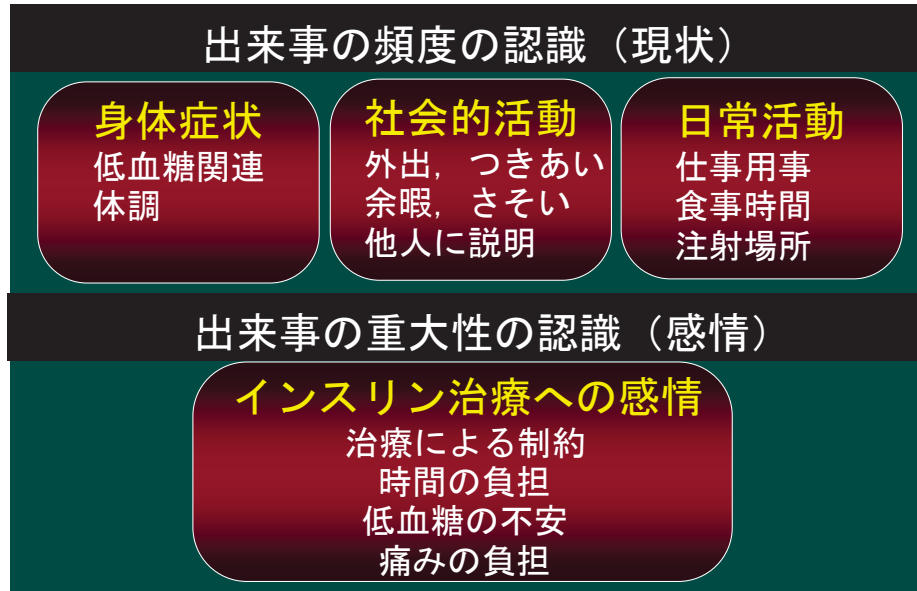 出来事の頻度の認識（現状）
身体症状
低血糖関連
体調
社会的活動
外出，つきあい
余暇，さそい
他人に説明
日常活動
仕事用事
食事時間
注射場所
出来事の重大性の認識（感情）
インスリン治療への感情
治療による制約
時間の負担
低血糖の不安
痛みの負担